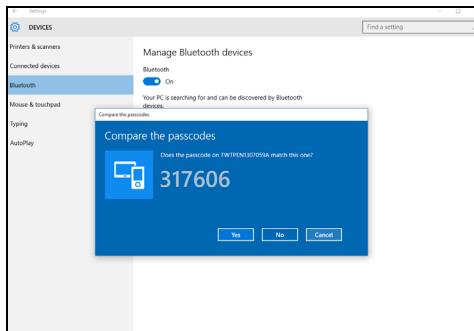 Settings
DEVICES
Find a setting
Printers & scanners
Connected devices
Bluetooth
Mouse & touchpad
Typing
AutoPlay
Manage Bluetooth devices
Bluetooth
On
Your PC is searching for and can be discovered by Bluetooth
devices.
Compare the passcodes
Compare the passcodes
Does the passcode on TWTPEN1307059A match this one?
317606
Yes
No
Cancel